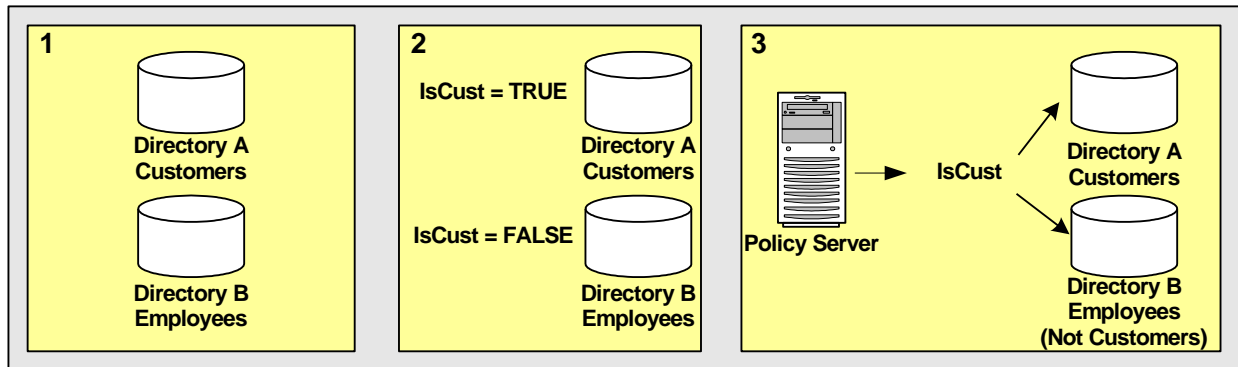 1
Directory A
Customers
Directory B
Employees
2
IsCust = TRUE
Directory A
Customers
IsCust = FALSE
Directory B
Employees
3
Policy Server
IsCust
Directory A
Customers
Directory B
Employees
(Not Customers)